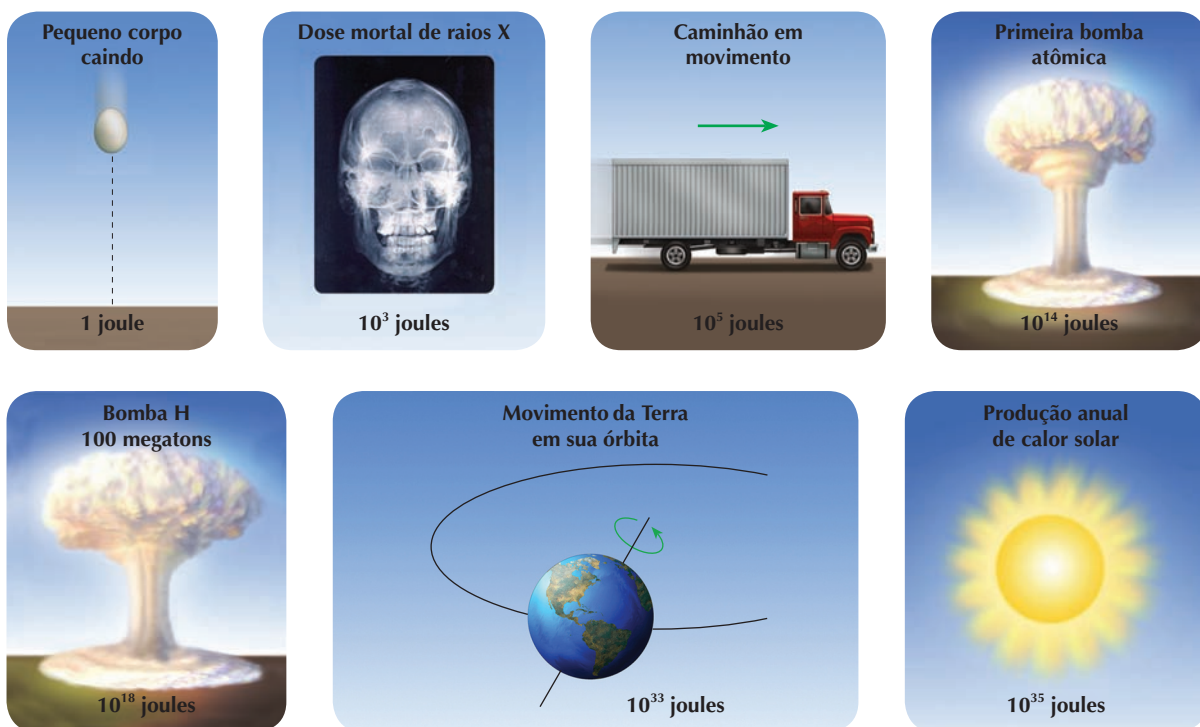 Pequeno corpo
caindo
1 joule
Dose mortal de raios X
10³ joules
Caminhão em
movimento
10⁵ joules
Primeira bomba
atômica
10¹⁴ joules
Bomba H
100 megatons
10¹⁸ joules
Movimento da Terra
em sua órbita
10³³ joules
Produção anual
de calor solar
10³⁵ joules